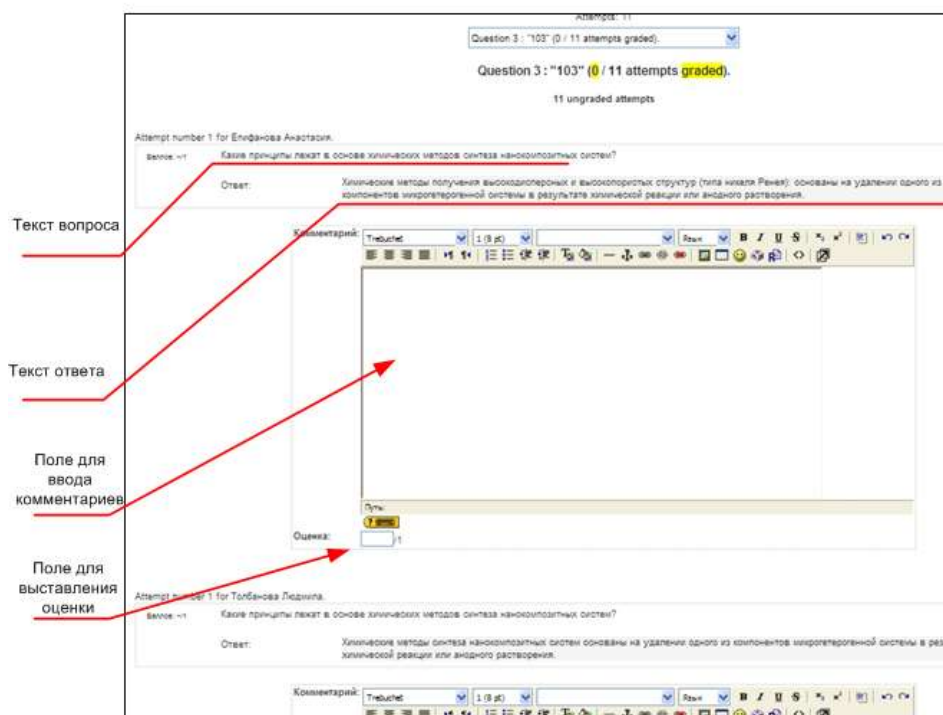 Attempts: 11
Question 3 : "103" (0 / 11 attempts graded).
Question 3 : "103" (0 / 11 attempts graded).
11 ungraded attempts
Attempt number 1 for Епифанова Анастасия.
Баллов: --/1
Какие принципы лежат в основе химических методов синтеза нанокомпозитных систем?
Ответ:
Химические методы получения высокодисперсных и высокопористых структур (типа никеля Ренея): основаны на удалении одного из
компонентов микрогетерогенной системы в результате химической реакции или анодного растворения.
Текст вопроса
Комментарий:
Trebuchet
1 (8 pt)
Язык
B I U S
Текст ответа
Поле для
ввода
комментариев
Путь:
Оценка:
/1
Поле для
выставления
оценки
Attempt number 1 for Толбанова Людмила.
Баллов: --/1
Какие принципы лежат в основе химических методов синтеза нанокомпозитных систем?
Ответ:
Химические методы синтеза нанокомпозитных систем основаны на удалении одного из компонентов микрогетерогенной системы в рез
химической реакции или анодного растворения.
Комментарий:
Trebuchet
1 (8 pt)
Язык
B I U S